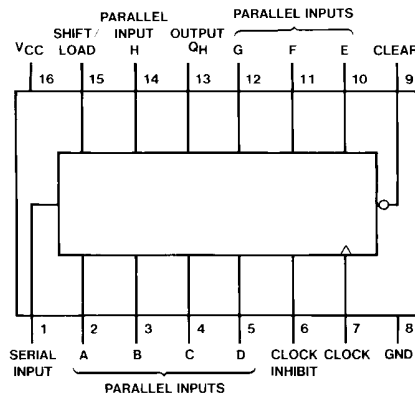 PARALLEL INPUTS
PARALLEL
SHIFT/ INPUT OUTPUT
VCC LOAD H QH G F E CLEAR
16 15 14 13 12 11 10 9
1 2 3 4 5 6 7 8
SERIAL A B C D CLOCK CLOCK GND
INPUT INHIBIT
PARALLEL INPUTS